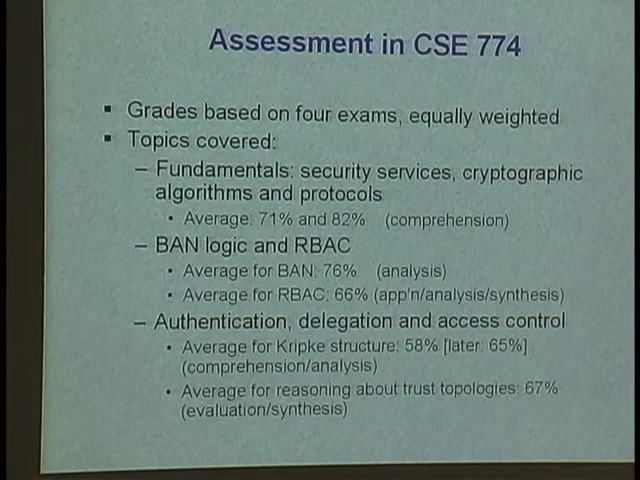 Assessment in CSE 774
▪ Grades based on four exams, equally weighted
▪ Topics covered:
– Fundamentals: security services, cryptographic
algorithms and protocols
• Average: 71% and 82% (comprehension)
– BAN logic and RBAC
• Average for BAN: 76% (analysis)
• Average for RBAC: 66% (app'n/analysis/synthesis)
– Authentication, delegation and access control
• Average for Kripke structure: 58% [later: 65%]
(comprehension/analysis)
• Average for reasoning about trust topologies: 67%
(evaluation/synthesis)